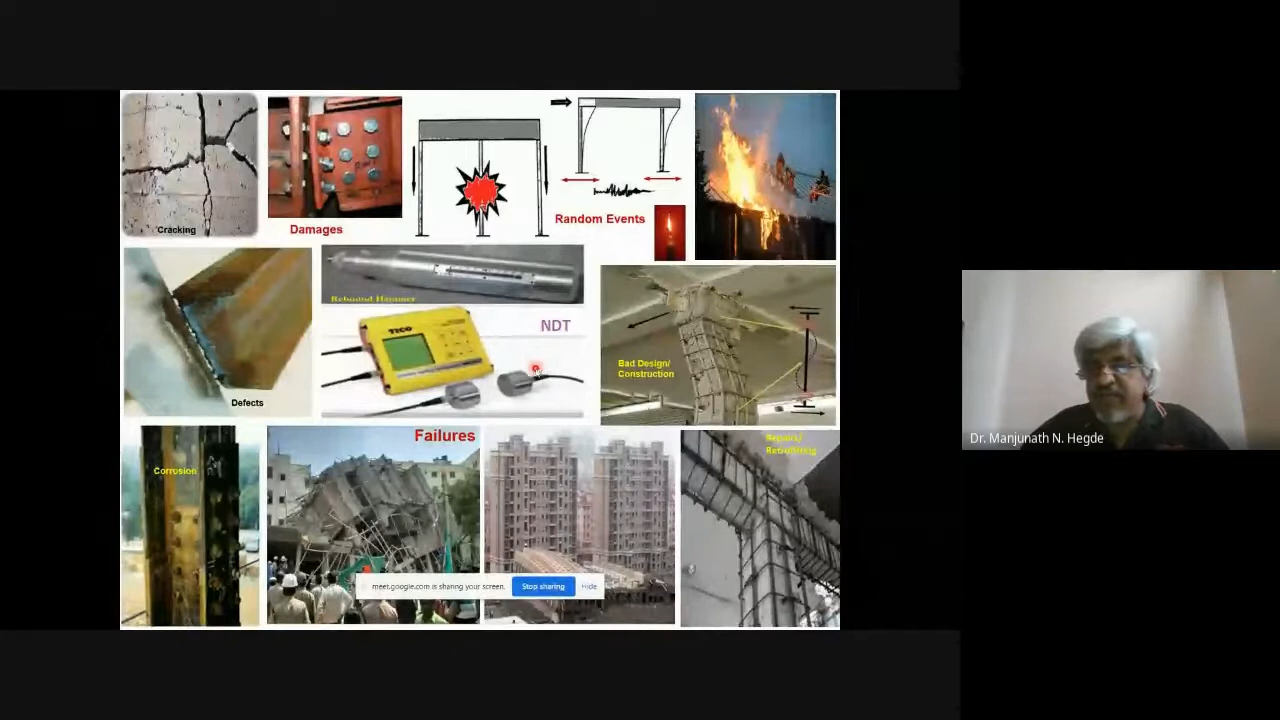 Cracking
Damages
Random Events
Rebound Hammer
TICO
NDT
Bad Design/
Construction
Defects
Corrosion
Failures
Repairs/
Retrofitting
meet.google.com is sharing your screen.
Stop sharing
Hide
Dr. Manjunath N. Hegde